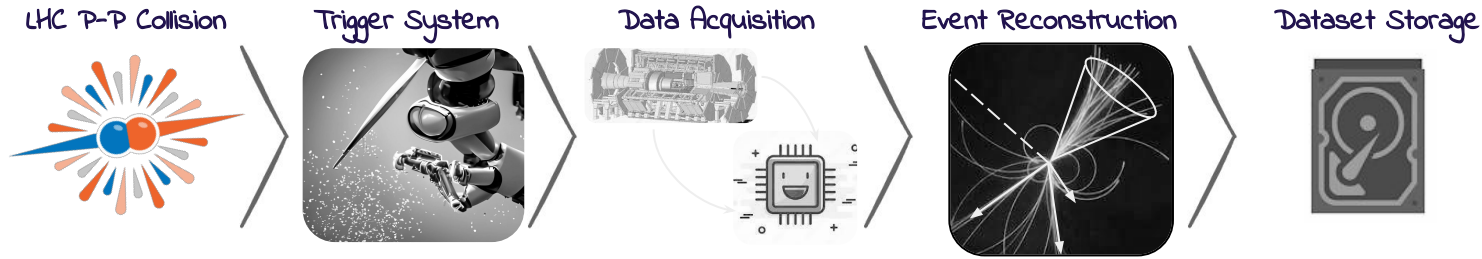 LHC P-P Collision
Trigger System
Data Acquisition
Event Reconstruction
Dataset Storage